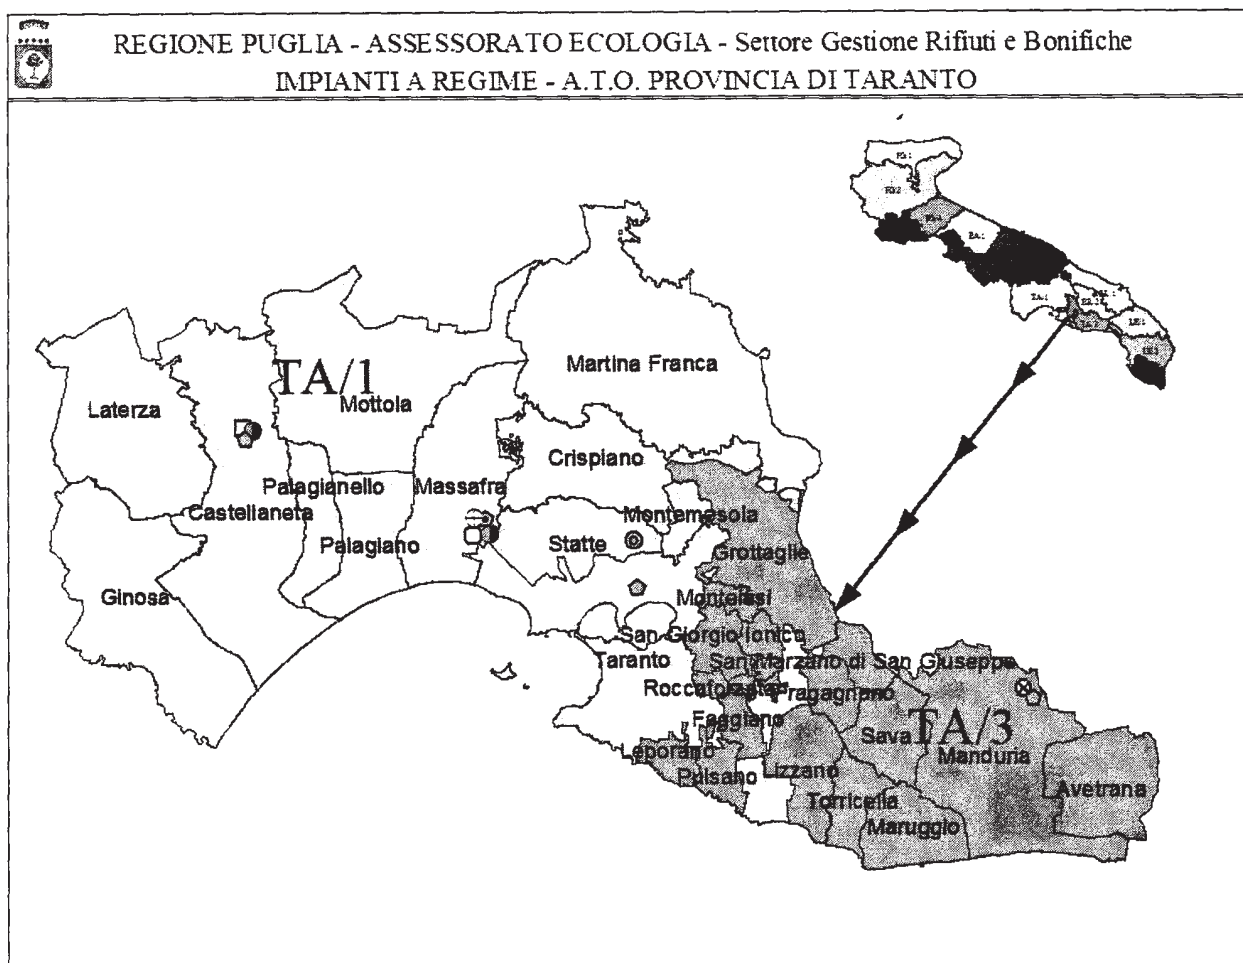 REGIONE PUGLIA - ASSESSORATO ECOLOGIA - Settore Gestione Rifiuti e Bonifiche
IMPIANTI A REGIME - A.T.O. PROVINCIA DI TARANTO
TA/1
Martina Franca
Laterza
Mottola
Crispiano
Palagianello
Massafra
Castellaneta
Montemesola
Palagiano
Statte
Grottaglie
Ginosa
Monteiasi
San Giorgio Ionico
Taranto
San Marzano di San Giuseppe
Roccaforzata
Fragagnano
Faggiano
TA/3
Sava
Leporano
Manduria
Pulsano
Lizzano
Avetrana
Torricella
Maruggio